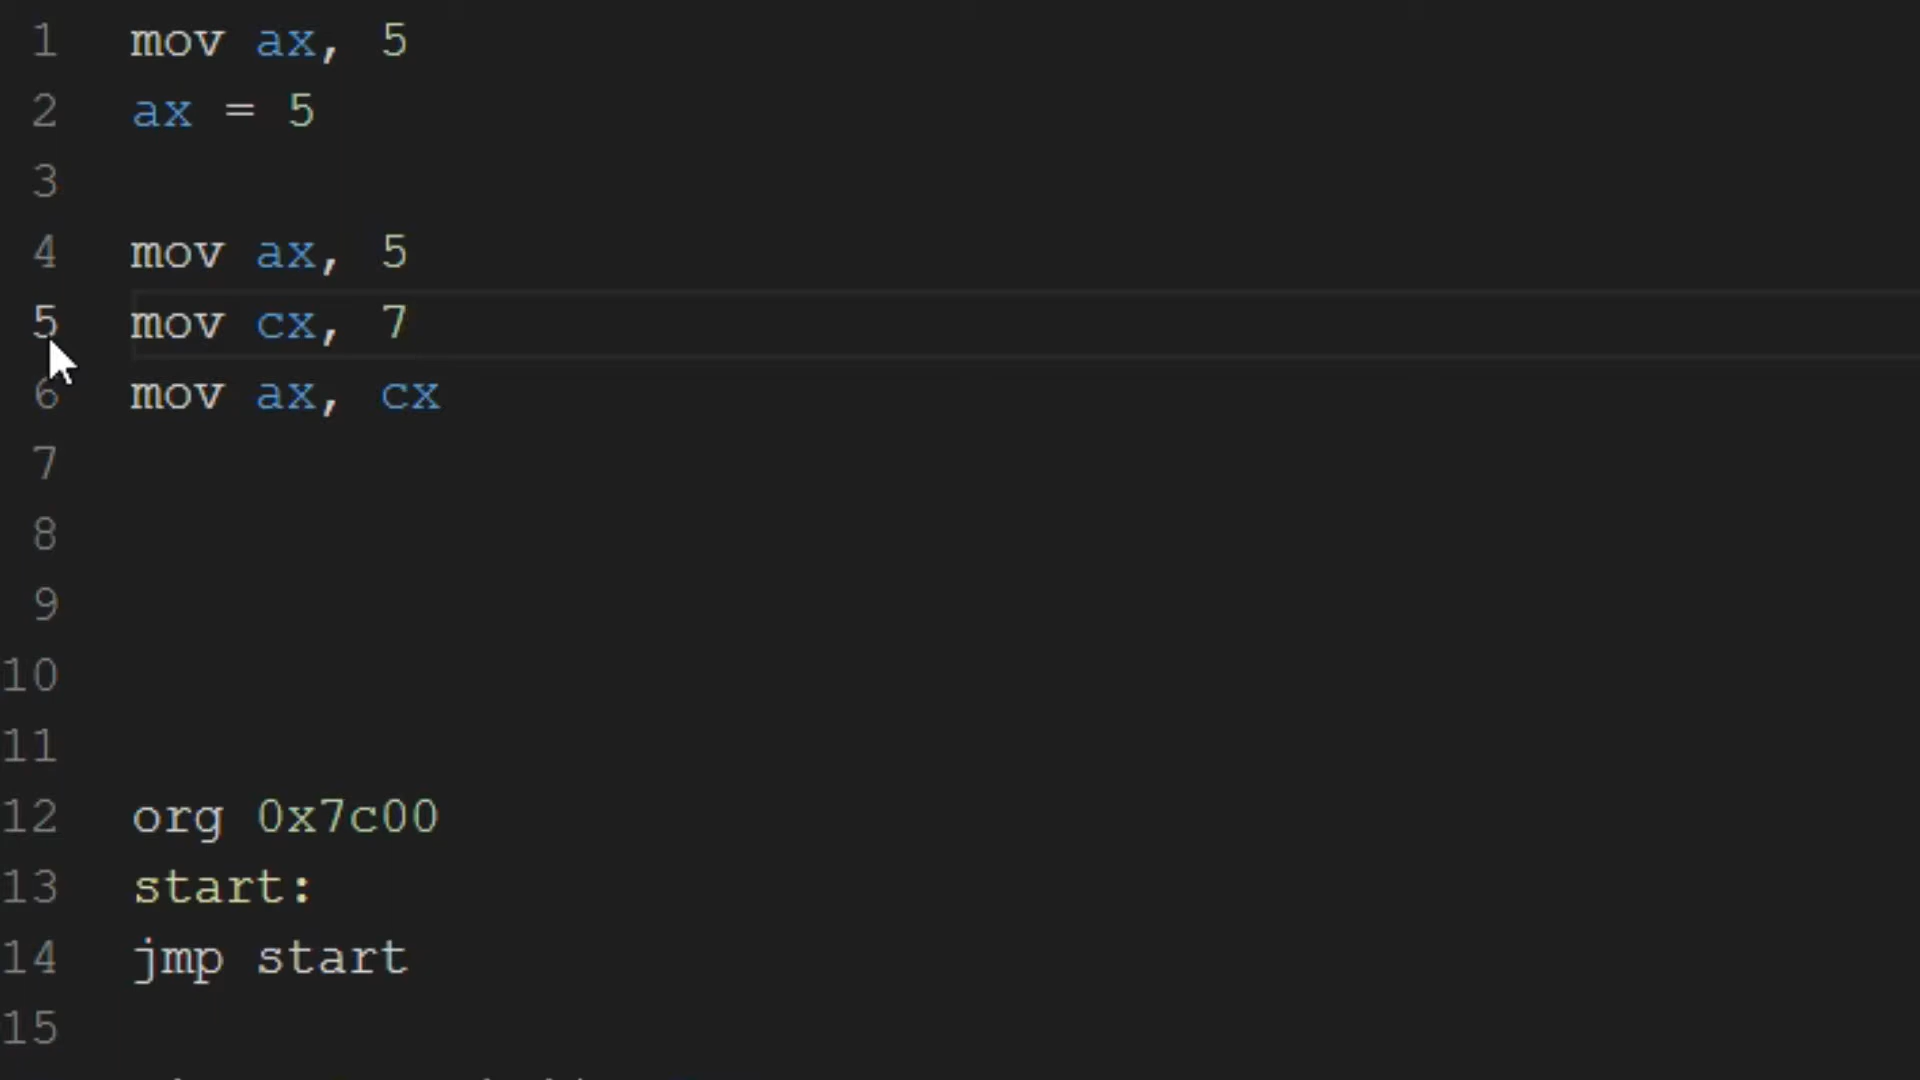 1 mov ax, 5
2 ax = 5
3
4 mov ax, 5
5 mov cx, 7
6 mov ax, cx
7
8
9
10
11
12 org 0x7c00
13 start:
14 jmp start
15